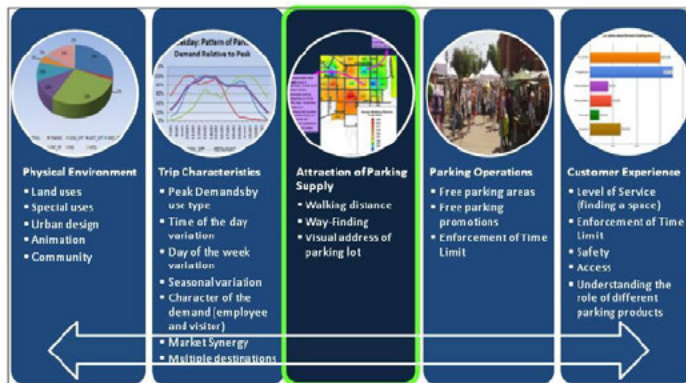 Demand Relative to Peak
Physical Environment
• Land uses
• Special uses
• Urban design
• Animation
• Community
Trip Characteristics
• Peak Demands by
use type
• Time of the day
variation
• Day of the week
variation
• Seasonal variation
• Character of the
demand (employee
and visitor)
• Market Synergy
• Multiple destinations
Attraction of Parking
Supply
• Walking distance
• Way-Finding
• Visual address of
parking lot
Parking Operations
• Free parking areas
• Free parking
promotions
• Enforcement of Time
Limit
Customer Experience
• Level of Service
(finding a space)
• Enforcement of Time
Limit
• Safety
• Access
• Understanding the
role of different
parking products